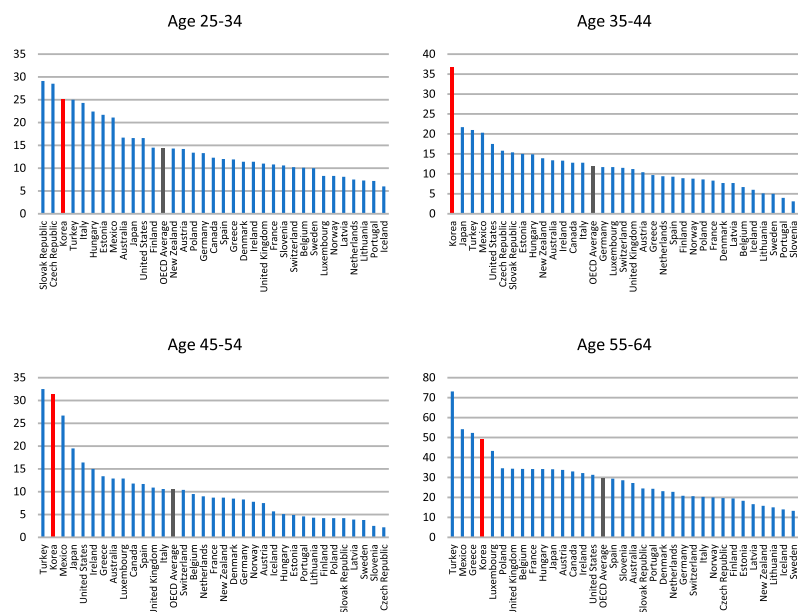 Age 25-34
35
30
25
20
15
10
5
0
Slovak Republic
Czech Republic
Korea
Turkey
Italy
Hungary
Estonia
Mexico
Australia
Japan
United States
Finland
OECD Average
New Zealand
Austria
Poland
Germany
Canada
Spain
Greece
Denmark
Ireland
United Kingdom
France
Slovenia
Switzerland
Belgium
Sweden
Luxembourg
Norway
Latvia
Netherlands
Lithuania
Portugal
Iceland
Age 35-44
40
35
30
25
20
15
10
5
0
Korea
Japan
Turkey
Mexico
United States
Czech Republic
Slovak Republic
Estonia
Hungary
New Zealand
Australia
Ireland
Canada
Italy
OECD Average
Germany
Luxembourg
Switzerland
United Kingdom
Austria
Greece
Netherlands
Spain
Finland
Norway
Poland
France
Denmark
Latvia
Belgium
Iceland
Lithuania
Sweden
Portugal
Slovenia
Age 45-54
35
30
25
20
15
10
5
0
Turkey
Korea
Mexico
Japan
United States
Ireland
Greece
Australia
Luxembourg
Canada
Spain
United Kingdom
Italy
OECD Average
Switzerland
Belgium
Netherlands
France
New Zealand
Denmark
Germany
Norway
Austria
Iceland
Hungary
Estonia
Portugal
Lithuania
Finland
Poland
Slovak Republic
Latvia
Sweden
Slovenia
Czech Republic
Age 55-64
80
70
60
50
40
30
20
10
0
Turkey
Mexico
Greece
Korea
Luxembourg
Poland
United Kingdom
Belgium
France
Hungary
Japan
Australia
Canada
Ireland
United States
OECD Average
Spain
Slovenia
Austria
Slovak Republic
Portugal
Denmark
Netherlands
Germany
Switzerland
Italy
Norway
Czech Republic
Finland
Estonia
Latvia
New Zealand
Lithuania
Iceland
Sweden